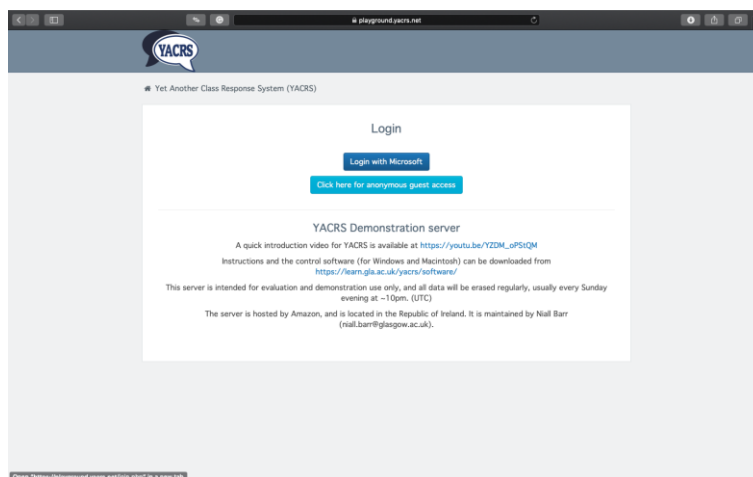 playground.yacrs.net
YACRS
Yet Another Class Response System (YACRS)
Login
Login with Microsoft
Click here for anonymous guest access
YACRS Demonstration server
A quick introduction video for YACRS is available at https://youtu.be/YZDM_oPStQM
Instructions and the control software (for Windows and Macintosh) can be downloaded from
https://learn.gla.ac.uk/yacrs/software/
This server is intended for evaluation and demonstration use only, and all data will be erased regularly, usually every Sunday
evening at ~10pm. (UTC)
The server is hosted by Amazon, and is located in the Republic of Ireland. It is maintained by Niall Barr
(niall.barr@glasgow.ac.uk).